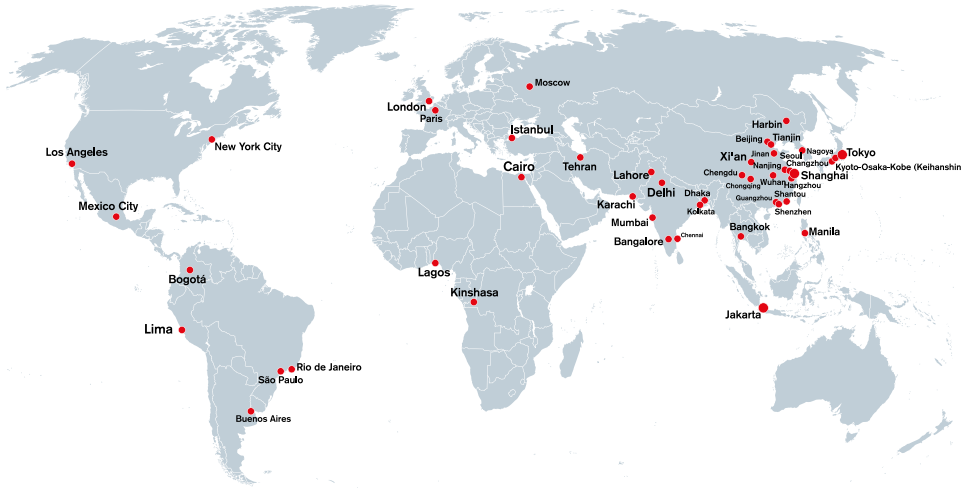 Moscow
London
Paris
Istanbul
Harbin
Beijing
Tianjin
New York City
Los Angeles
Jinan
Seoul
Nagoya
Tokyo
Xi'an
Nanjing
Changzhou
Kyoto-Osaka-Kobe (Keihanshin
Tehran
Cairo
Lahore
Chengdu
Shanghai
Chongqing
Wuhan
Hangzhou
Delhi
Dhaka
Guangzhou
Shantou
Karachi
Kolkata
Shenzhen
Mexico City
Mumbai
Bangkok
Manila
Bangalore
Chennai
Bogotá
Lagos
Kinshasa
Jakarta
Lima
Rio de Janeiro
São Paulo
Buenos Aires